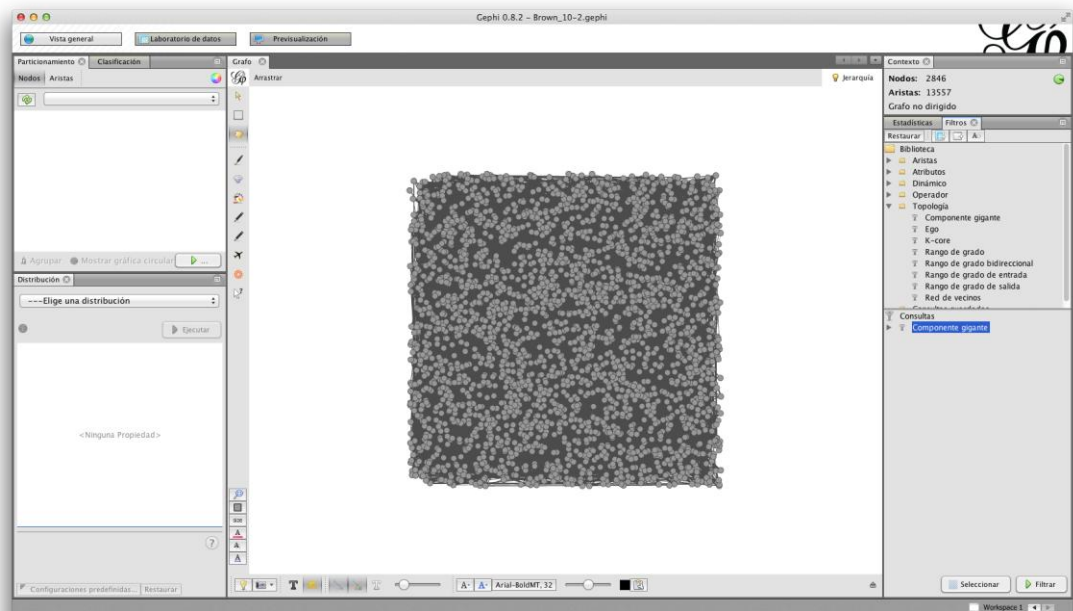 Gephi 0.8.2 – Brown_10-2.gephi
Vista general
Laboratorio de datos
Previsualización
Particionamiento
Clasificación
Nodos
Aristas
Agrupar
Mostrar gráfica circular
...
Distribución
---Elige una distribución
Ejecutar
<Ninguna Propiedad>
?
Configuraciones predefinidas...
Restaurar
Grafo
Arrastrar
Jerarquía
T
A-
A-
Arial-BoldMT, 32
Contexto
Nodos: 2846
Aristas: 13557
Grafo no dirigido
Estadísticas
Filtros
Restaurar
Biblioteca
Aristas
Atributos
Dinámico
Operador
Topología
Componente gigante
Ego
K-core
Rango de grado
Rango de grado bidireccional
Rango de grado de entrada
Rango de grado de salida
Red de vecinos
Consultas
Componente gigante
Seleccionar
Filtrar
Workspace 1